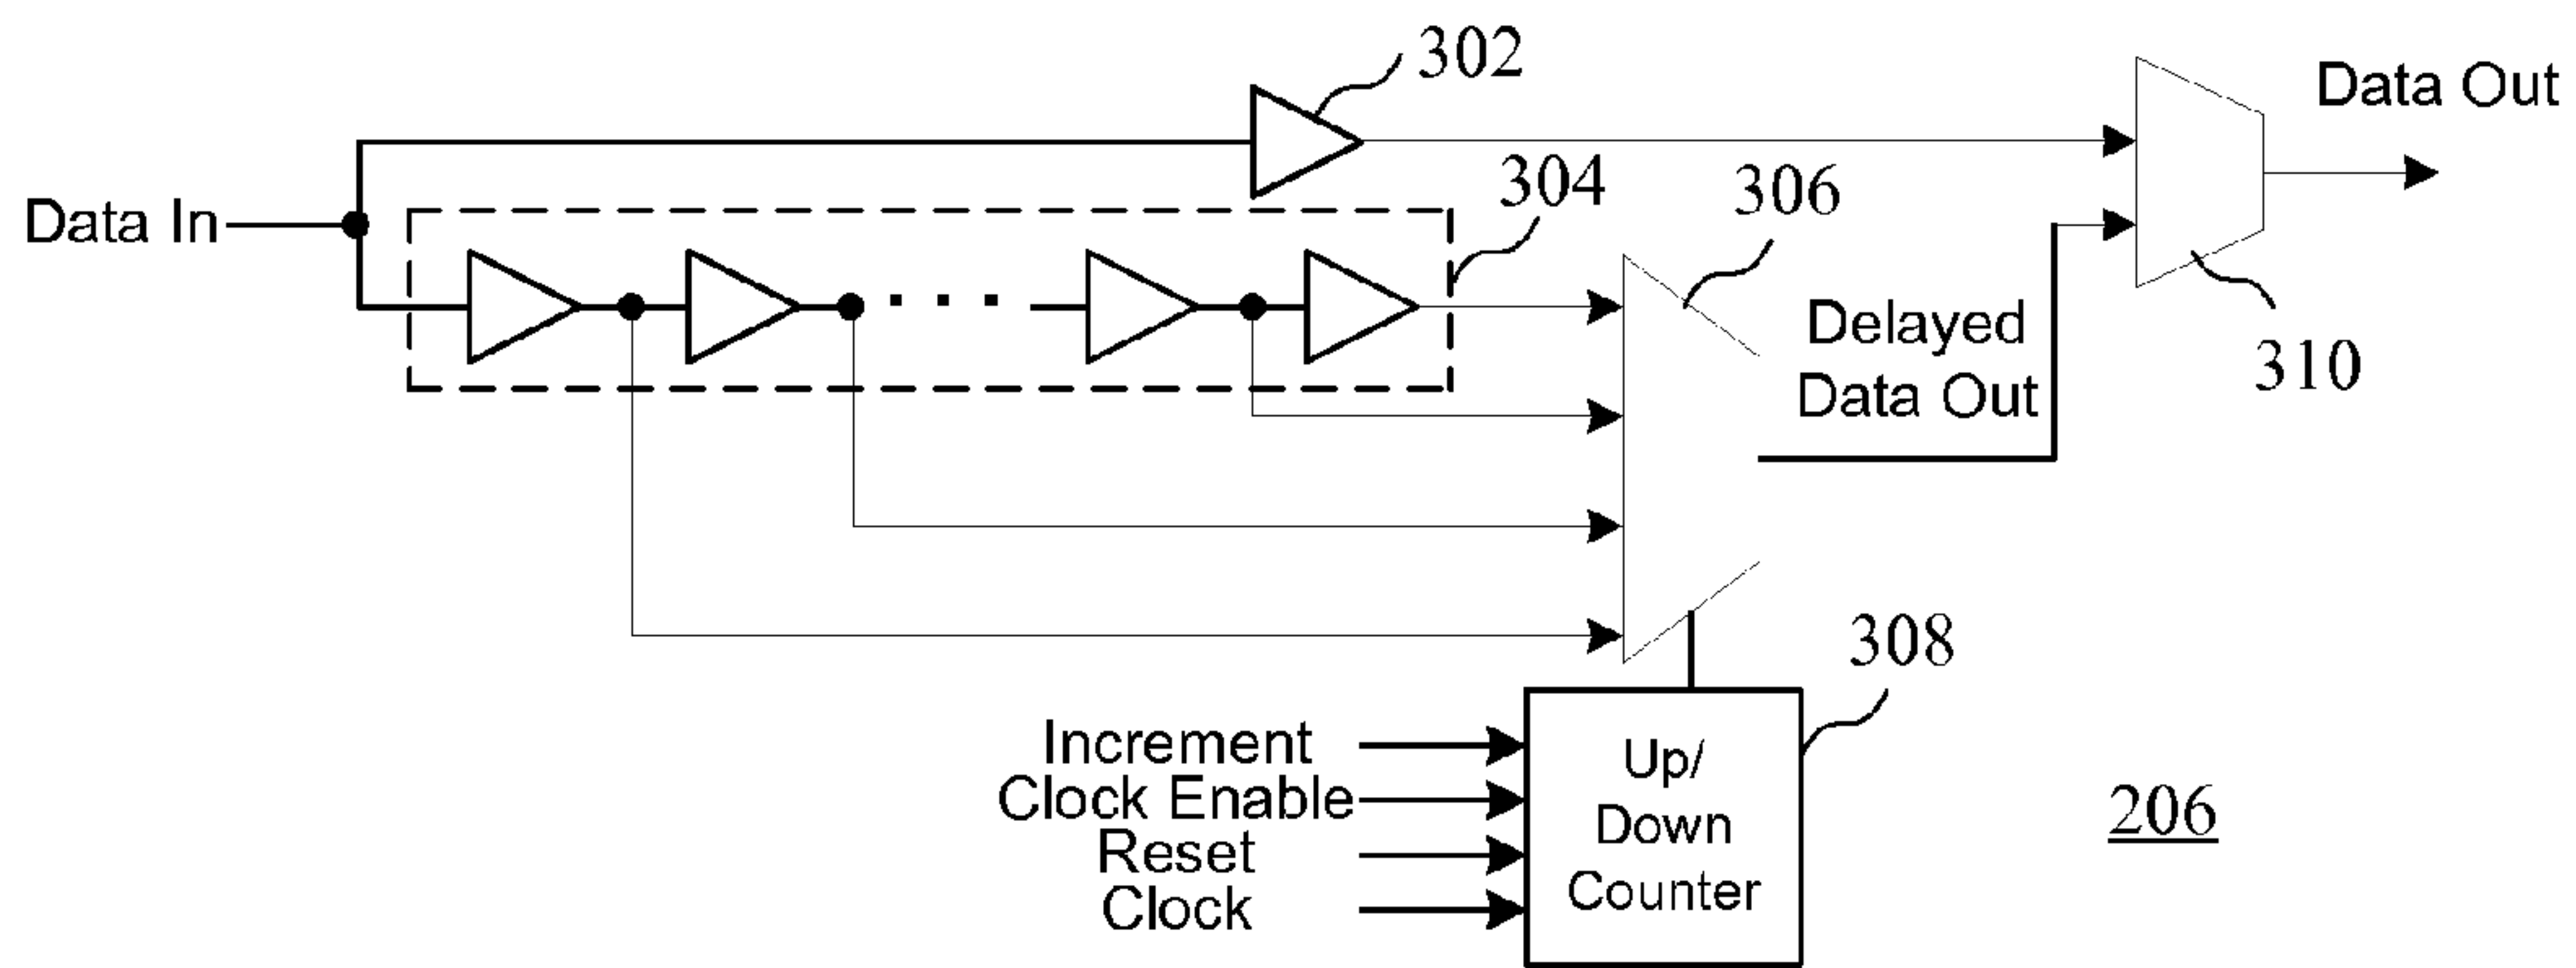 302
Data Out
304
306
Data In
Delayed
Data Out
310
308
Increment
Clock Enable
Reset
Clock
Up/
Down
Counter
206